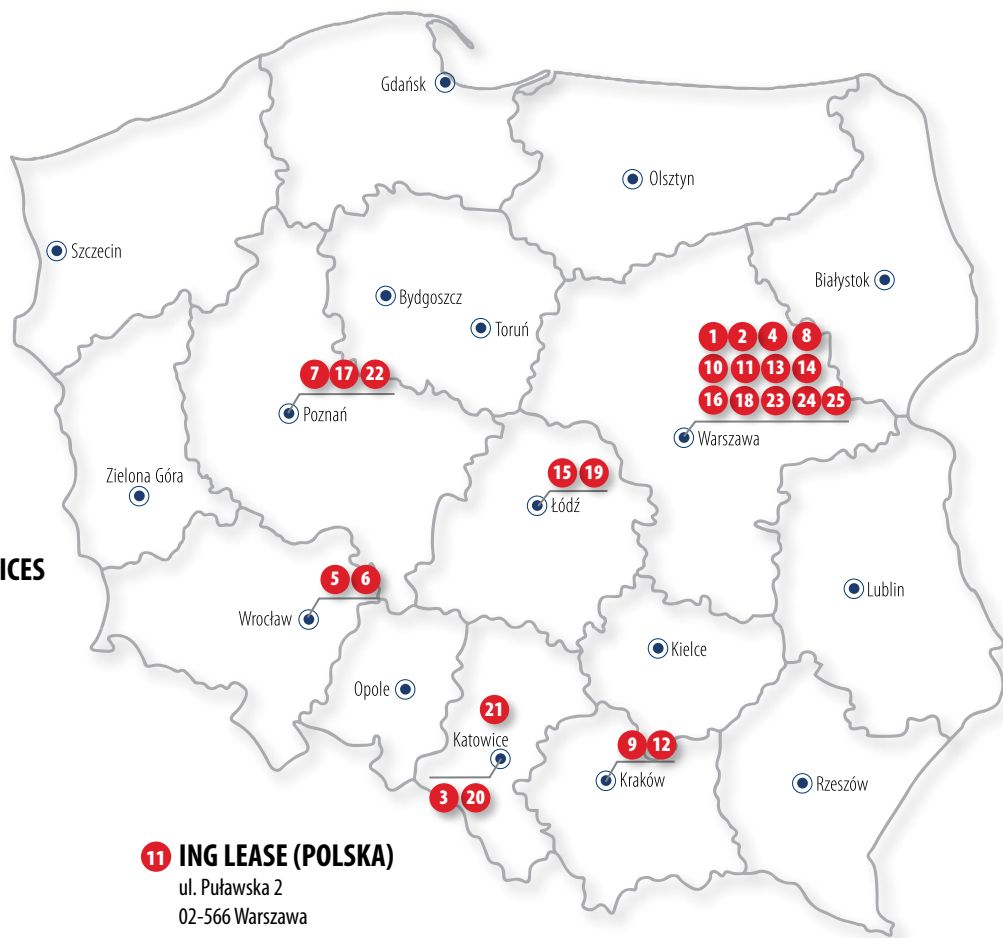 Gdańsk
Olsztyn
Szczecin
Białystok
Bydgoszcz
Toruń
1 2 4 8
10 11 13 14
16 18 23 24 25
Warszawa
7 17 22
Poznań
15 19
Łódź
Zielona Góra
ICES
5 6
Wrocław
Lublin
Kielce
Opole
21
Katowice
3 20
9 12
Kraków
Rzeszów
11 ING LEASE (POLSKA)
ul. Puławska 2
02-566 Warszawa